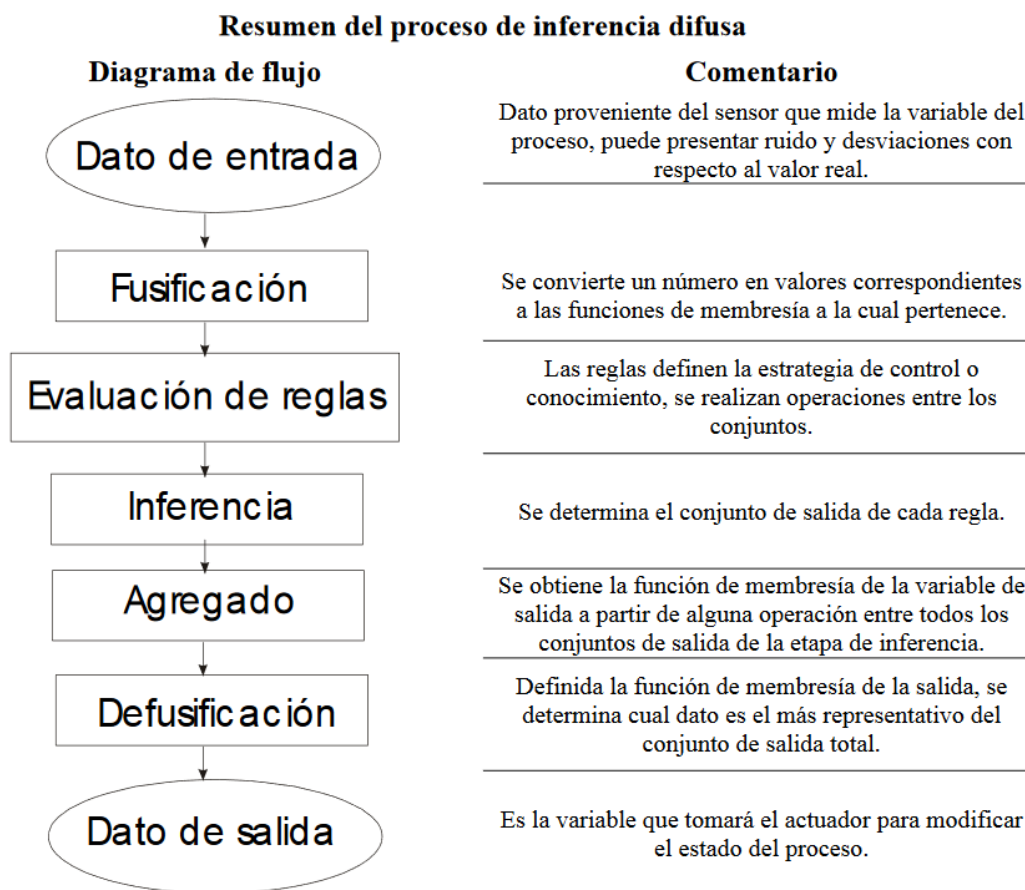 Resumen del proceso de inferencia difusa
Diagrama de flujo
Comentario
Dato de entrada
Dato proveniente del sensor que mide la variable del
proceso, puede presentar ruido y desviaciones con
respecto al valor real.
Fusificación
Se convierte un número en valores correspondientes
a las funciones de membresía a la cual pertenece.
Evaluación de reglas
Las reglas definen la estrategia de control o
conocimiento, se realizan operaciones entre los
conjuntos.
Inferencia
Se determina el conjunto de salida de cada regla.
Agregado
Se obtiene la función de membresía de la variable de
salida a partir de alguna operación entre todos los
conjuntos de salida de la etapa de inferencia.
Defusificación
Definida la función de membresía de la salida, se
determina cual dato es el más representativo del
conjunto de salida total.
Dato de salida
Es la variable que tomará el actuador para modificar
el estado del proceso.